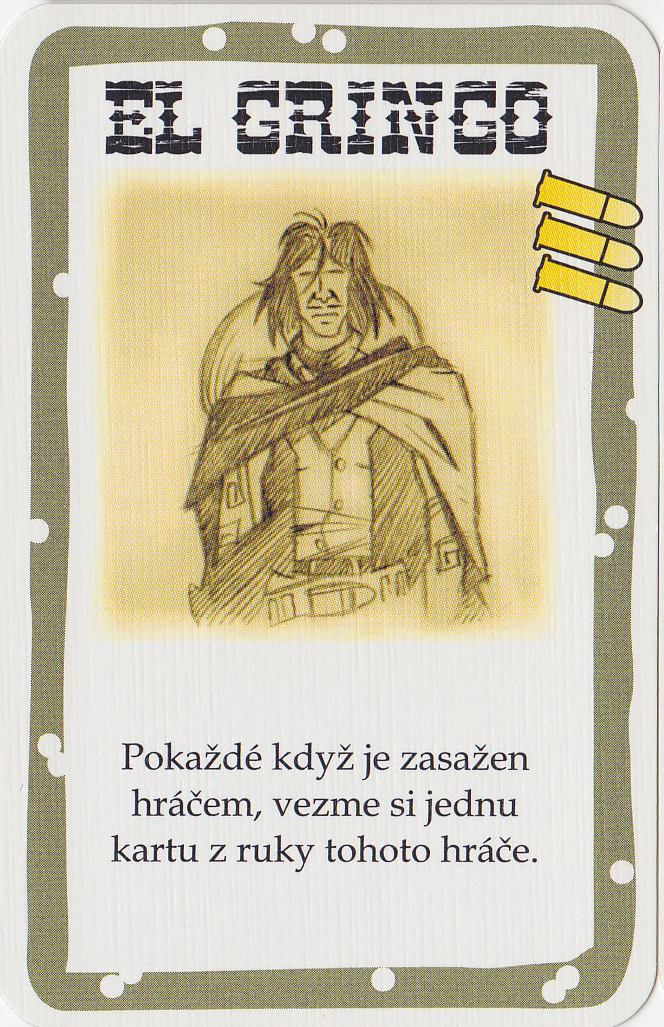 EL GRINGO
Pokaždé když je zasažen
hráčem, vezme si jednu
kartu z ruky tohoto hráče.